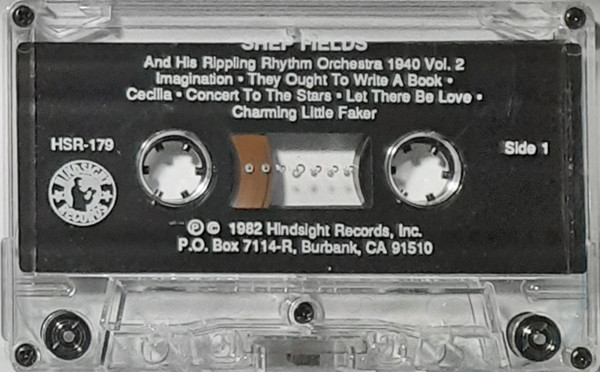 SHEP FIELDS
And His Rippling Rhythm Orchestra 1940 Vol. 2
Imagination • They Ought To Write A Book •
Cecilia • Concert To The Stars • Let There Be Love •
Charming Little Faker
HSR-179
Side 1
HINDSIGHT
RECORDS
Ⓟ © 1982 Hindsight Records, Inc.
P.O. Box 7114-R, Burbank, CA 91510